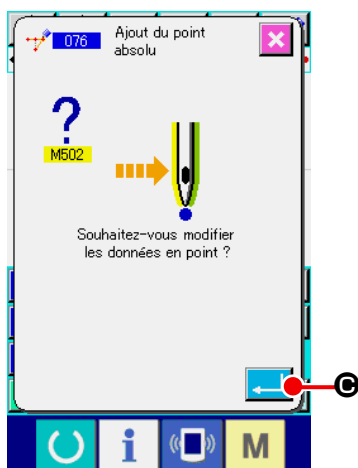 076 Ajout du point
absolu
?
M502
Souhaitez-vous modifier
les données en point ?
C
i
M